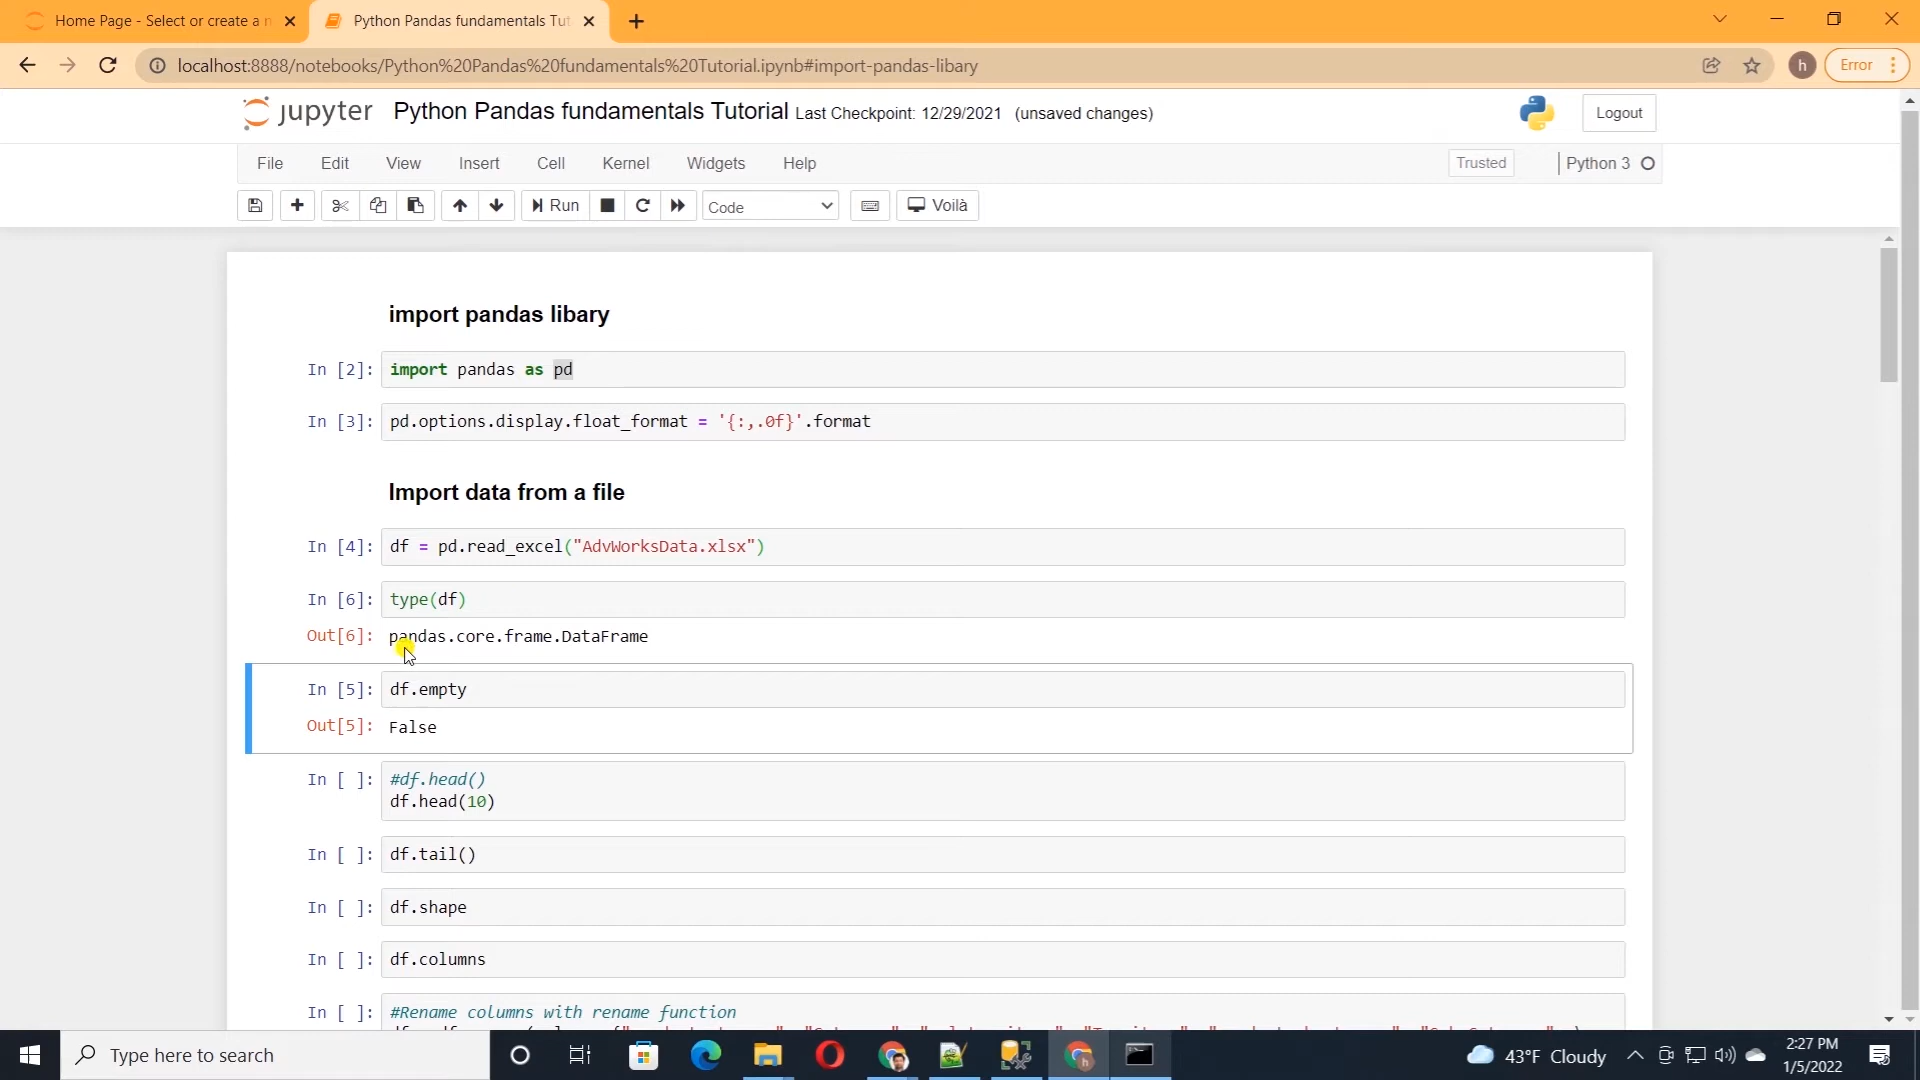 Home Page - Select or create a n
Python Pandas fundamentals Tut
localhost:8888/notebooks/Python%20Pandas%20fundamentals%20Tutorial.ipynb#import-pandas-libary
h
Error
jupyter
Python Pandas fundamentals Tutorial Last Checkpoint: 12/29/2021 (unsaved changes)
Logout
File Edit View Insert Cell Kernel Widgets Help
Trusted
Python 3
Run
Code
Voilà
import pandas libary
In [2]: import pandas as pd
In [3]: pd.options.display.float_format = '{:,.0f}'.format
Import data from a file
In [4]: df = pd.read_excel("AdvWorksData.xlsx")
In [6]: type(df)
Out[6]: pandas.core.frame.DataFrame
In [5]: df.empty
Out[5]: False
In [ ]: #df.head()
df.head(10)
In [ ]: df.tail()
In [ ]: df.shape
In [ ]: df.columns
In [ ]: #Rename columns with rename function
Type here to search
43°F Cloudy
2:27 PM
1/5/2022